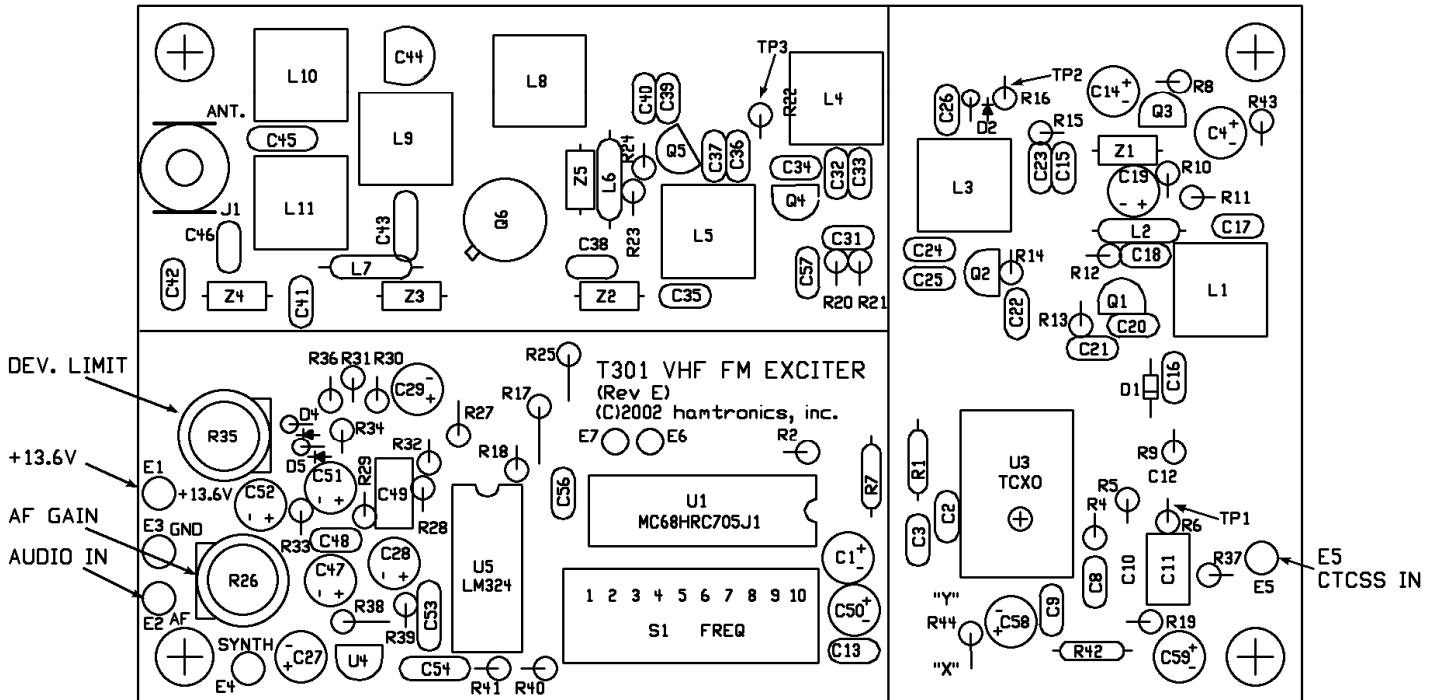 TP3
L10
C44
L8
C40
C39
R22
L4
C26
TP2
R16
D2
C14
R8
Q3
R43
C4
ANT.
C45
L9
R24
Q5
C37
C36
C34
C32
C33
R15
C23
C15
Z1
R10
Z5
L6
L3
C19
R11
J1
L11
C43
Q6
R23
L5
Q4
C46
C38
C31
C24
L2
C17
C42
L7
C57
C25
Q2
R14
R12
C18
L1
Z4
C41
Z3
Z2
C35
R20
R21
C22
R13
Q1
C20
C21
DEV. LIMIT
R36
R31
R30
R25
T301 VHF FM EXCITER
(Rev E)
(C)2002 hamtronics, inc.
C29
R17
C16
D1
R35
D4
R34
R27
E7
E6
R2
D5
R32
R18
+13.6V
E1
+13.6V
C52
C51
R29
C49
R28
C56
U1
MC68HRC705J1
R7
R1
U3
TCXO
R9
C12
R5
R4
TP1
R6
AF GAIN
E3
GND
R33
C48
C2
C3
AUDIO IN
R26
C47
C28
U5
LM324
C1
C10
C11
R37
E5
E5
CTCSS IN
C8
1 2 3 4 5 6 7 8 9 10
S1 FREQ
E2
AF
R38
R39
C53
C50
"Y"
R44
"X"
C58
C9
R19
SYNTH
E4
C27
U4
C54
R41
R40
C13
R42
C59